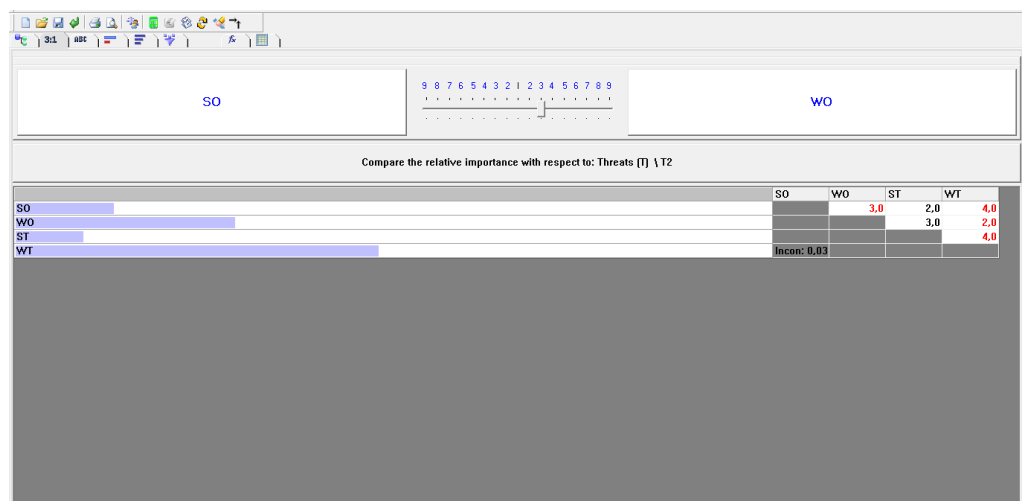 3:1 ABC fx
9 8 7 6 5 4 3 2 1 2 3 4 5 6 7 8 9
SO
WO
Compare the relative importance with respect to: Threats (T) \ T2
SO WO ST WT
SO 3,0 2,0 4,0
WO 3,0 2,0
ST 4,0
WT Incon: 0,03